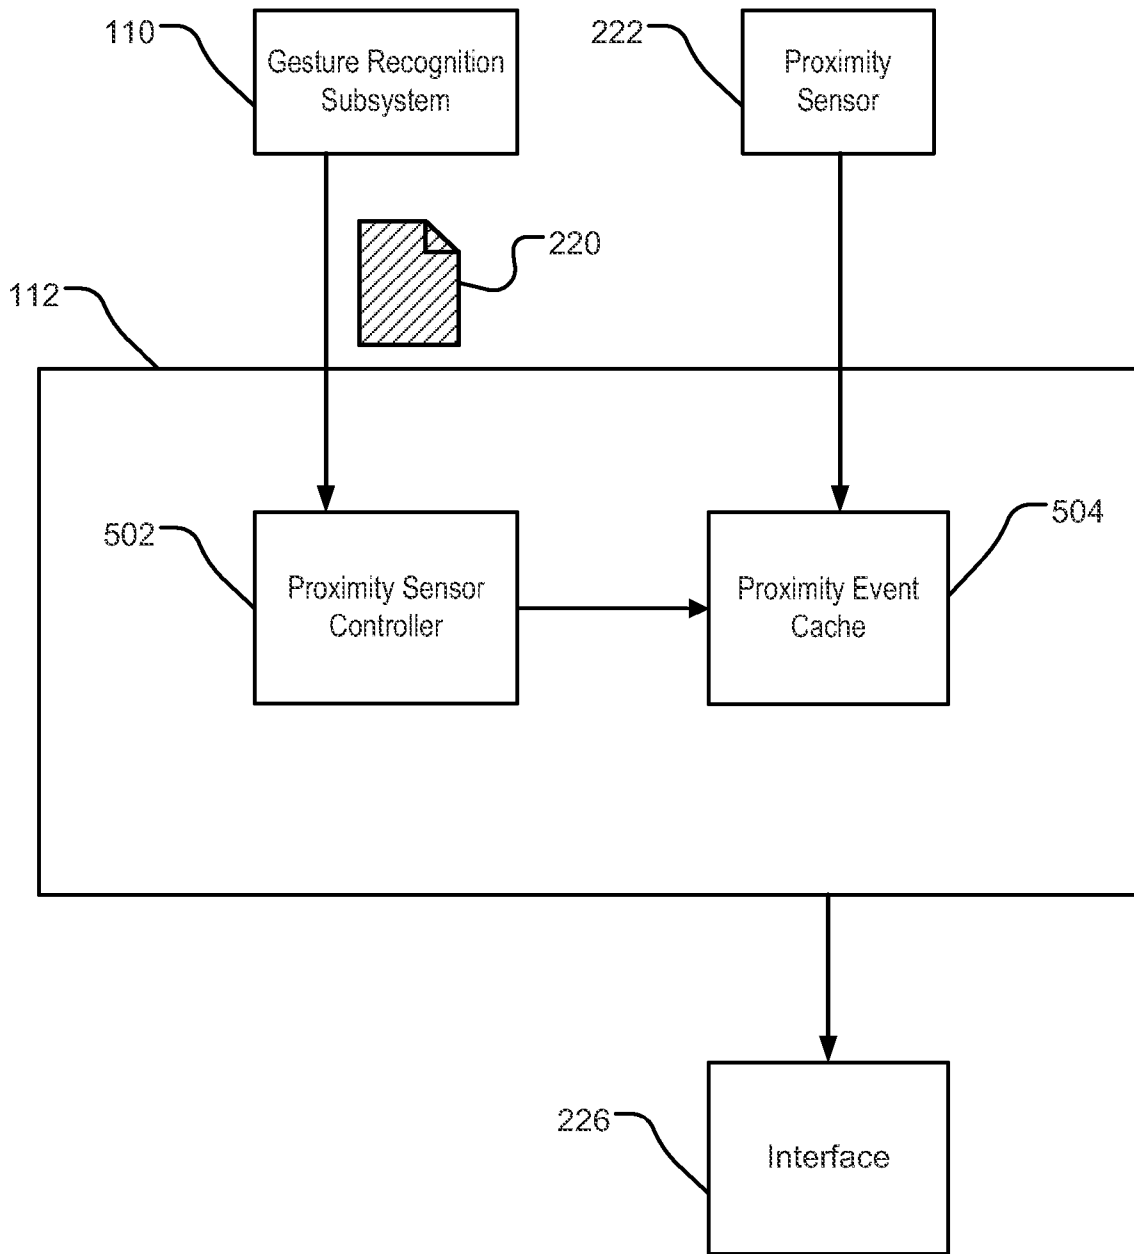 110
Gesture Recognition
Subsystem
222
Proximity
Sensor
220
112
502
Proximity Sensor
Controller
504
Proximity Event
Cache
226
Interface